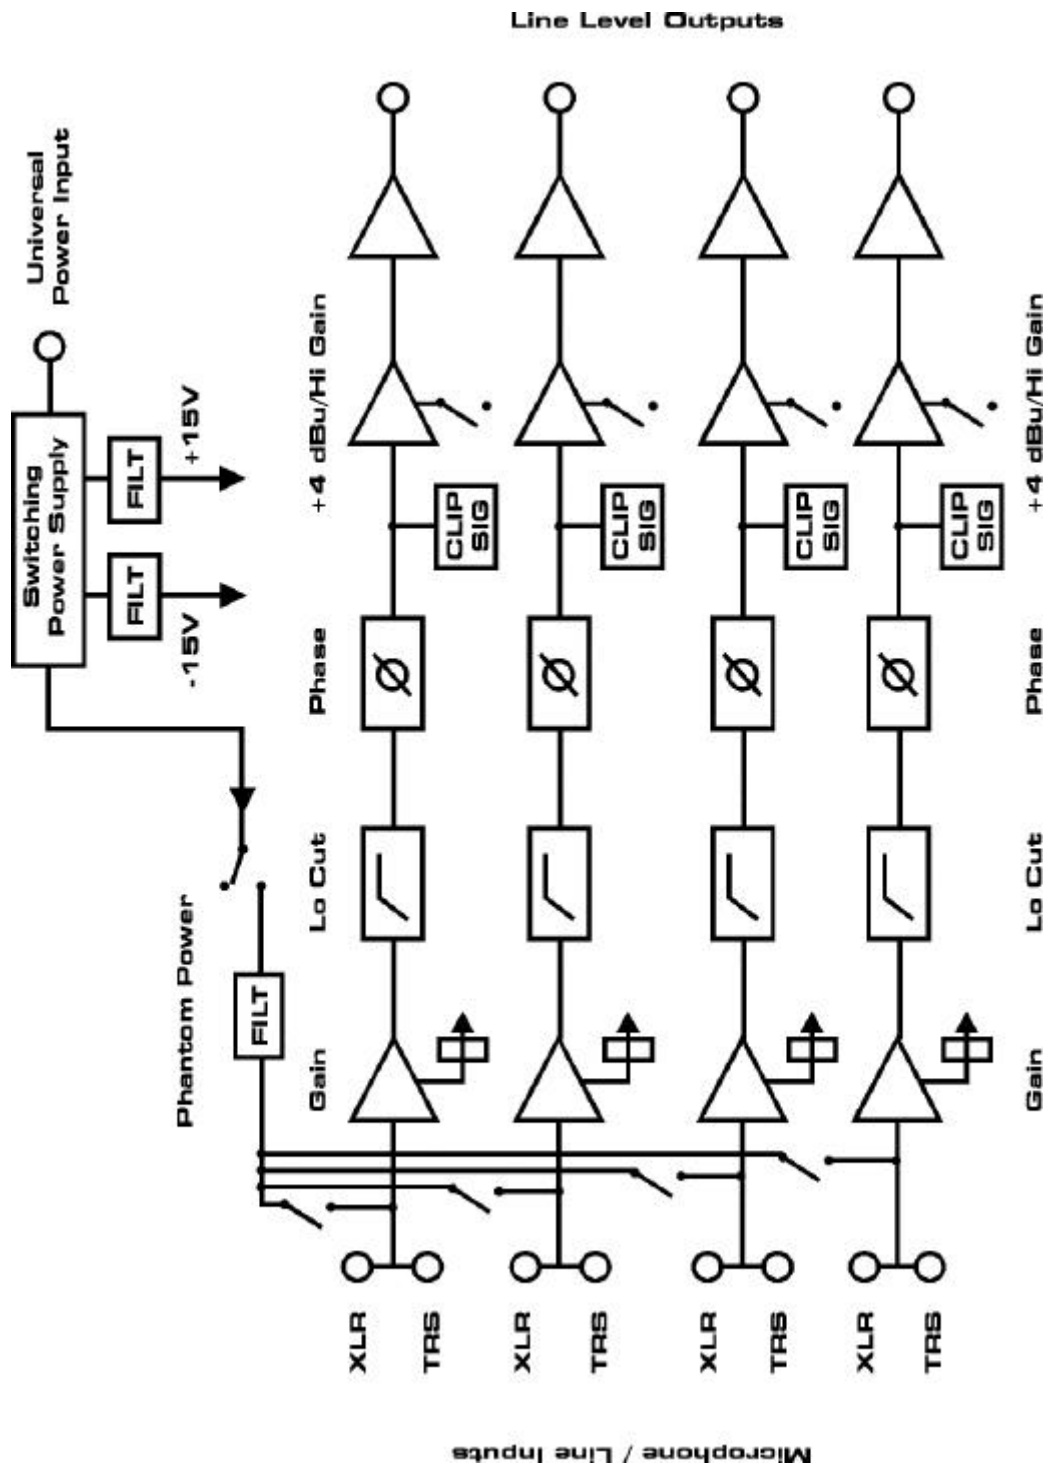 Line Level Outputs
Universal
Power Input
Switching
Power Supply
FILT
+15V
FILT
-15V
Phantom Power
FILT
+4 dBu/Hi Gain
Phase
Lo Cut
Gain
CLIP
SIG
CLIP
SIG
CLIP
SIG
CLIP
SIG
+4 dBu/Hi Gain
Phase
Lo Cut
Gain
XLR
TRS
XLR
TRS
XLR
TRS
XLR
TRS
Microphone / Line Inputs